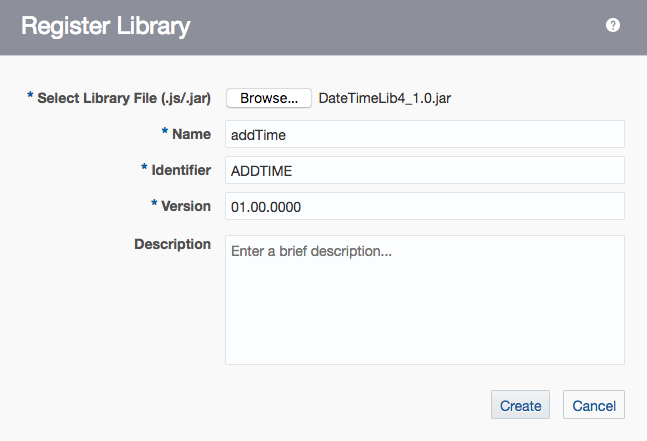 Register Library
?
* Select Library File (.js/.jar) Browse... DateTimeLib4_1.0.jar
* Name addTime
* Identifier ADDTIME
* Version 01.00.0000
Description Enter a brief description...
Create Cancel